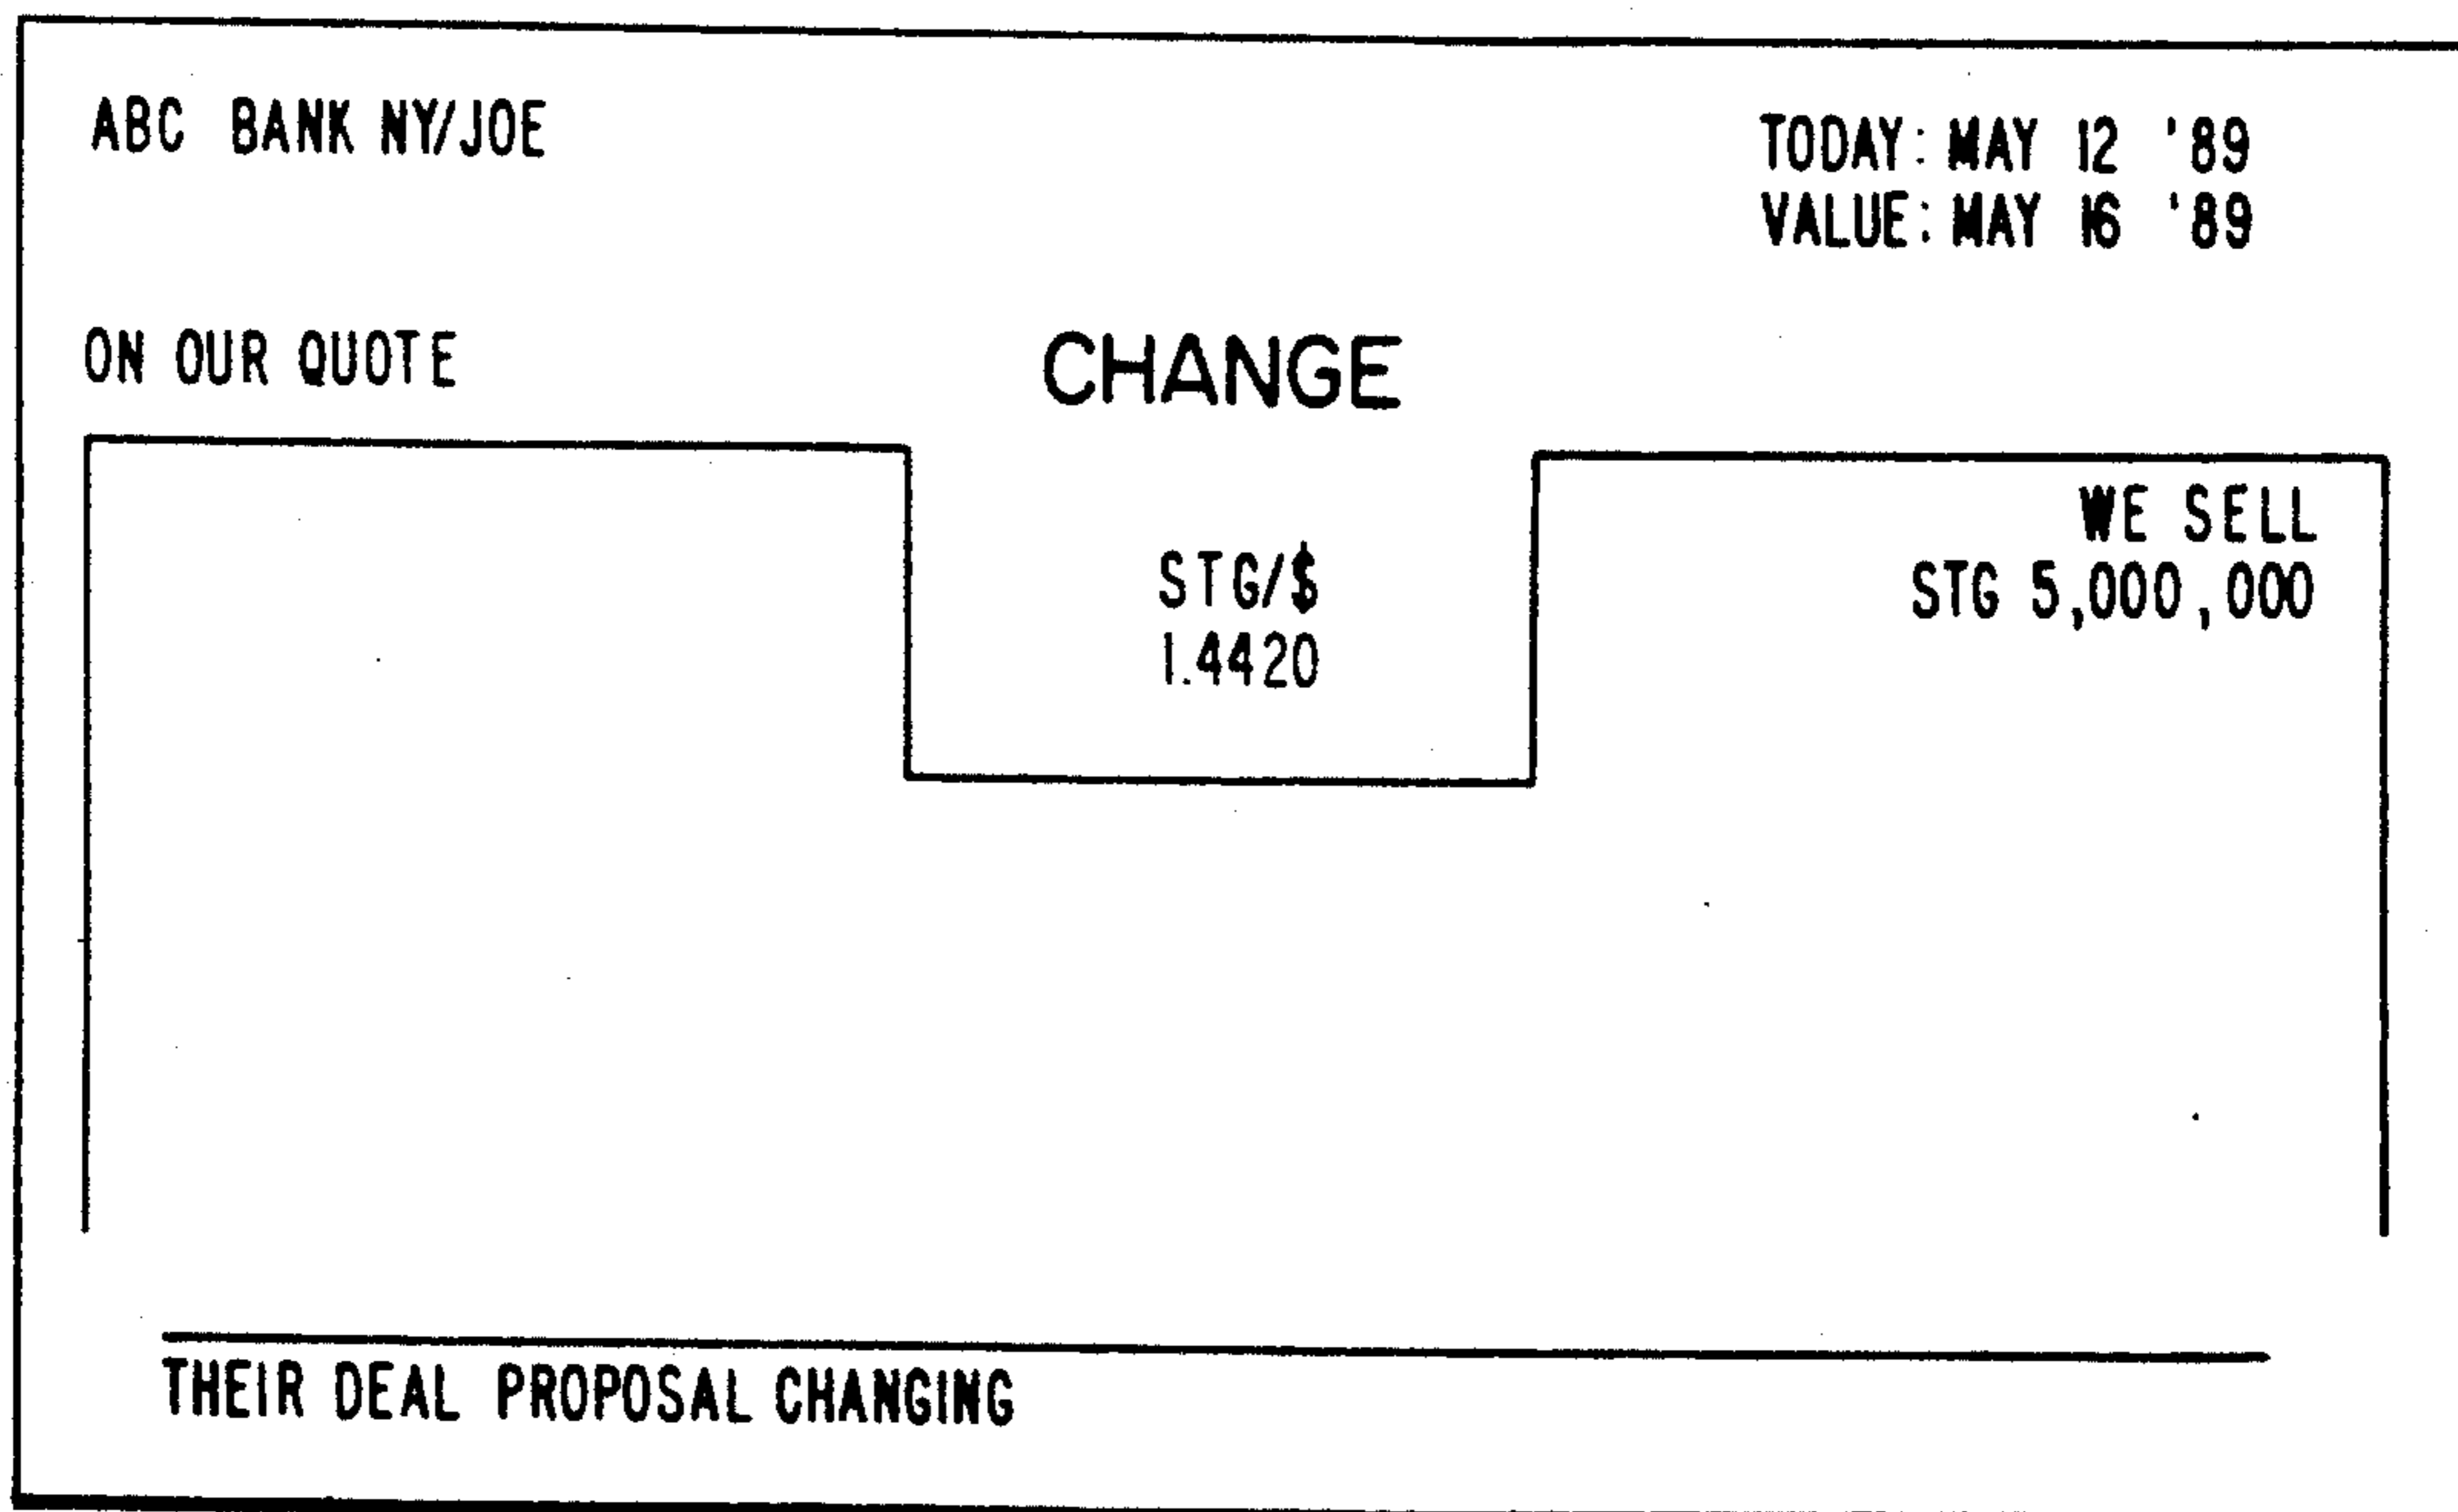 ABC BANK NY/JOE
TODAY: MAY 12 '89
VALUE: MAY 16 '89
ON OUR QUOTE
CHANGE
WE SELL
STG 5,000,000
STG/$
1.4420
THEIR DEAL PROPOSAL CHANGING